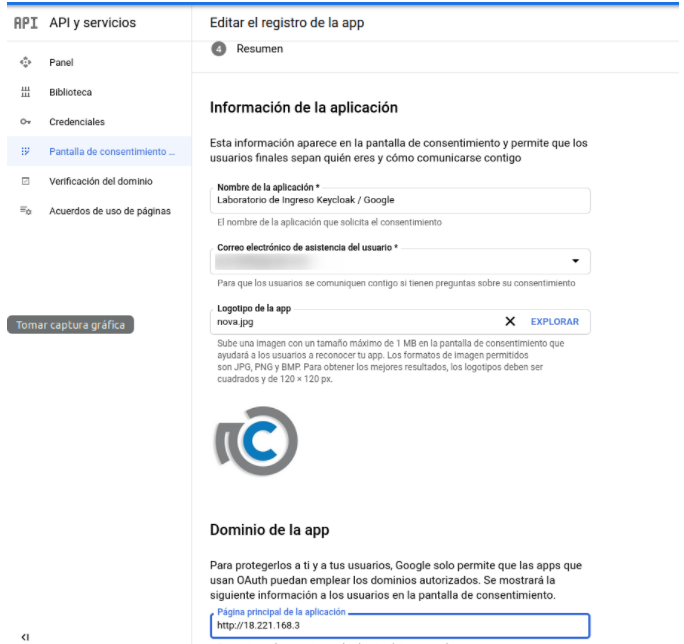 API API y servicios
Editar el registro de la app
4 Resumen
Panel
Biblioteca
Credenciales
Pantalla de consentimiento ...
Verificación del dominio
Acuerdos de uso de páginas
Tomar captura gráfica
Información de la aplicación
Esta información aparece en la pantalla de consentimiento y permite que los
usuarios finales sepan quién eres y cómo comunicarse contigo
Nombre de la aplicación *
Laboratorio de Ingreso Keycloak / Google
El nombre de la aplicación que solicita el consentimiento
Correo electrónico de asistencia del usuario *
Para que los usuarios se comuniquen contigo si tienen preguntas sobre su consentimiento
Logotipo de la app
nova.jpg
EXPLORAR
Sube una imagen con un tamaño máximo de 1 MB en la pantalla de consentimiento que
ayudará a los usuarios a reconocer tu app. Los formatos de imagen permitidos
son JPG, PNG y BMP. Para obtener los mejores resultados, los logotipos deben ser
cuadrados y de 120 × 120 px.
Dominio de la app
Para protegerlos a ti y a tus usuarios, Google solo permite que las apps que
usan OAuth puedan emplear los dominios autorizados. Se mostrará la
siguiente información a los usuarios en la pantalla de consentimiento.
Página principal de la aplicación
http://18.221.168.3